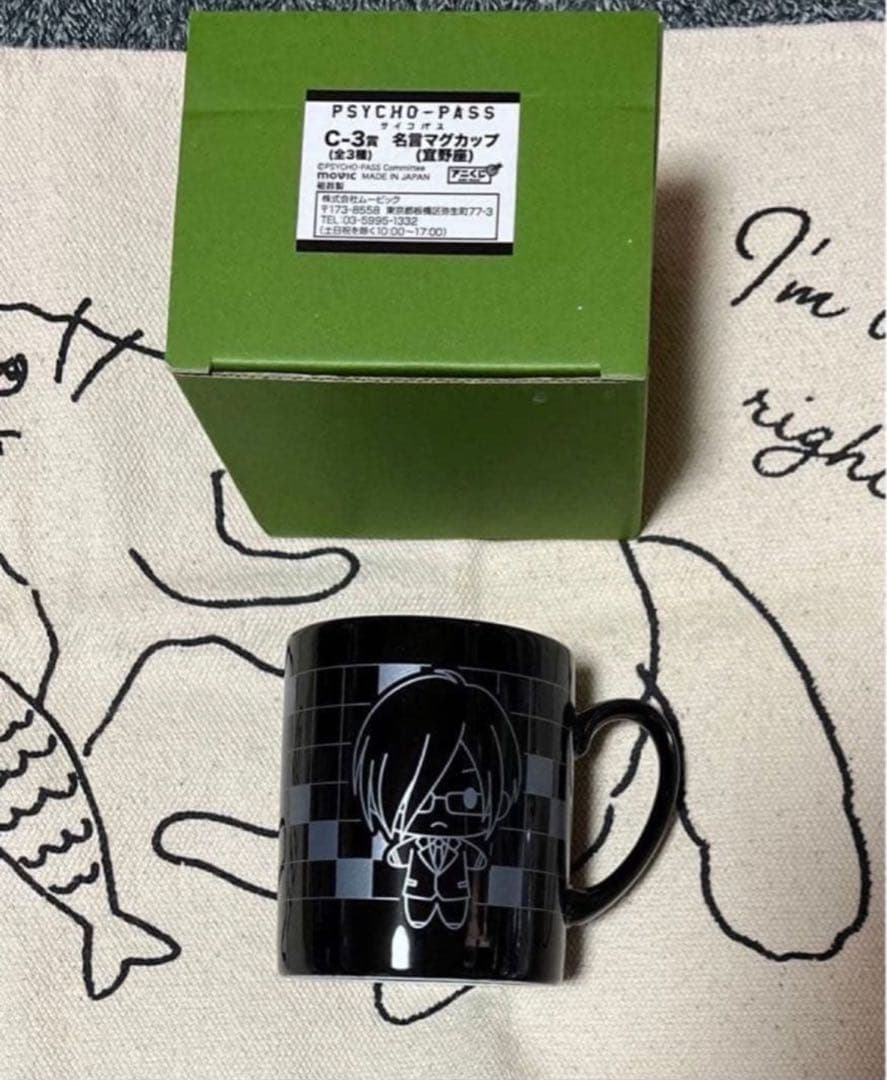 PSYCHO-PASS
サイコパス
C-3賞 名言マグカップ
(全3種) (宜野座)
©PSYCHO-PASS Committee
movic MADE IN JAPAN アニくじ
磁器製
株式会社ムービック
〒173-8558 東京都板橋区弥生町77-3
TEL:03-5995-1332
(土日祝を除く10:00～17:00)
I'm
righ